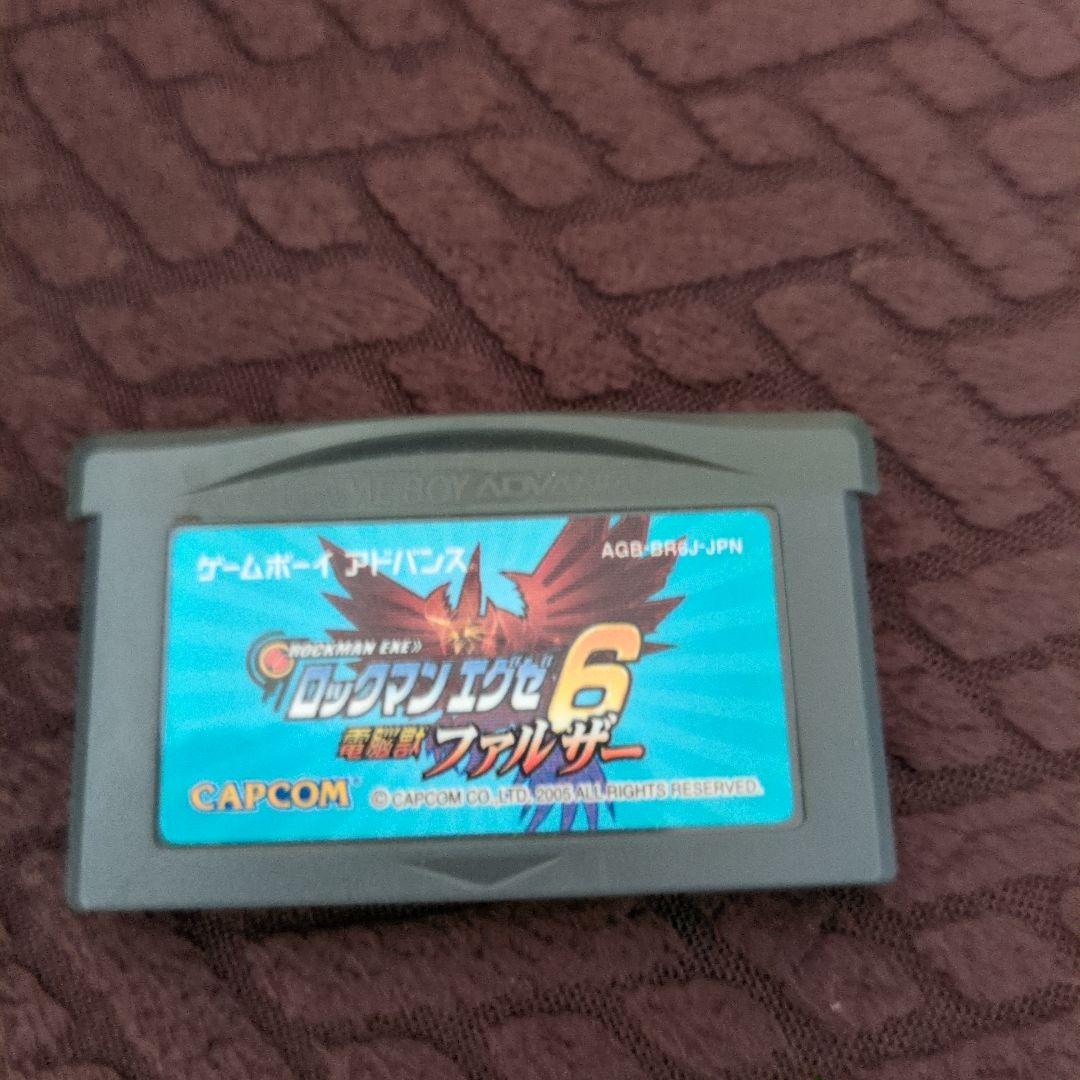 GAME BOY ADVANCE
ゲームボーイ アドバンス
AGB-BR6J-JPN
ROCKMAN EXE
ロックマン エグゼ 6
電脳獣 ファルザー
CAPCOM
© CAPCOM CO., LTD. 2005 ALL RIGHTS RESERVED.